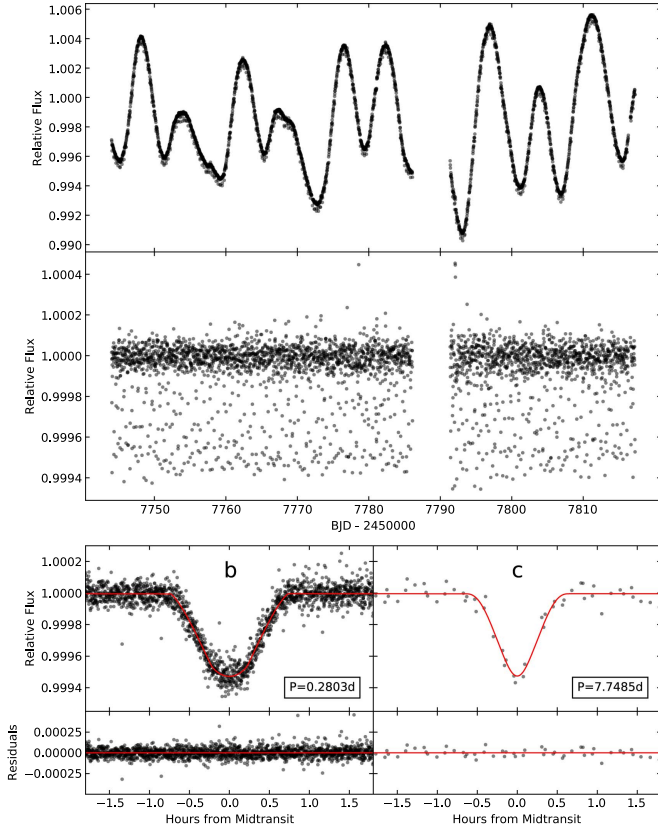 1.006
1.004
1.002
1.000
0.998
0.996
0.994
0.992
0.990
Relative Flux
1.0004
1.0002
1.0000
0.9998
0.9996
0.9994
Relative Flux
7750 7760 7770 7780 7790 7800 7810
BJD - 2450000
b c
1.0002
1.0000
0.9998
0.9996
0.9994
Relative Flux
P=0.2803d P=7.7485d
0.00025
0.00000
−0.00025
Residuals
−1.5 −1.0 −0.5 0.0 0.5 1.0 1.5 −1.5 −1.0 −0.5 0.0 0.5 1.0 1.5
Hours from Midtransit Hours from Midtransit